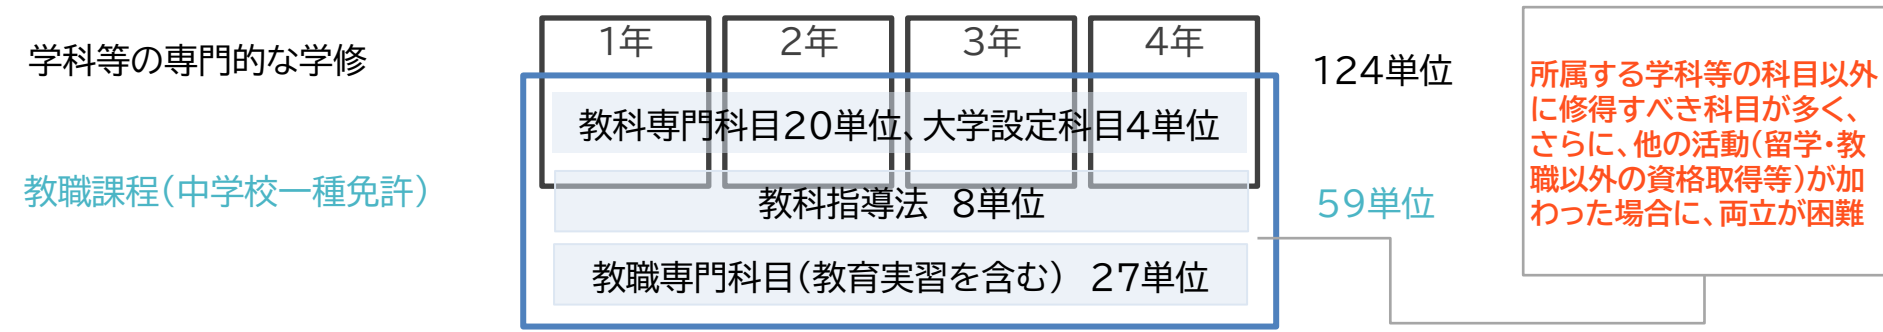 学科等の専門的な学修
1年
2年
3年
4年
124単位
教科専門科目20単位、大学設定科目4単位
教職課程(中学校一種免許)
教科指導法 8単位
59単位
教職専門科目(教育実習を含む) 27単位
所属する学科等の科目以外
に修得すべき科目が多く、
さらに、他の活動(留学・教
職以外の資格取得等)が加
わった場合に、両立が困難